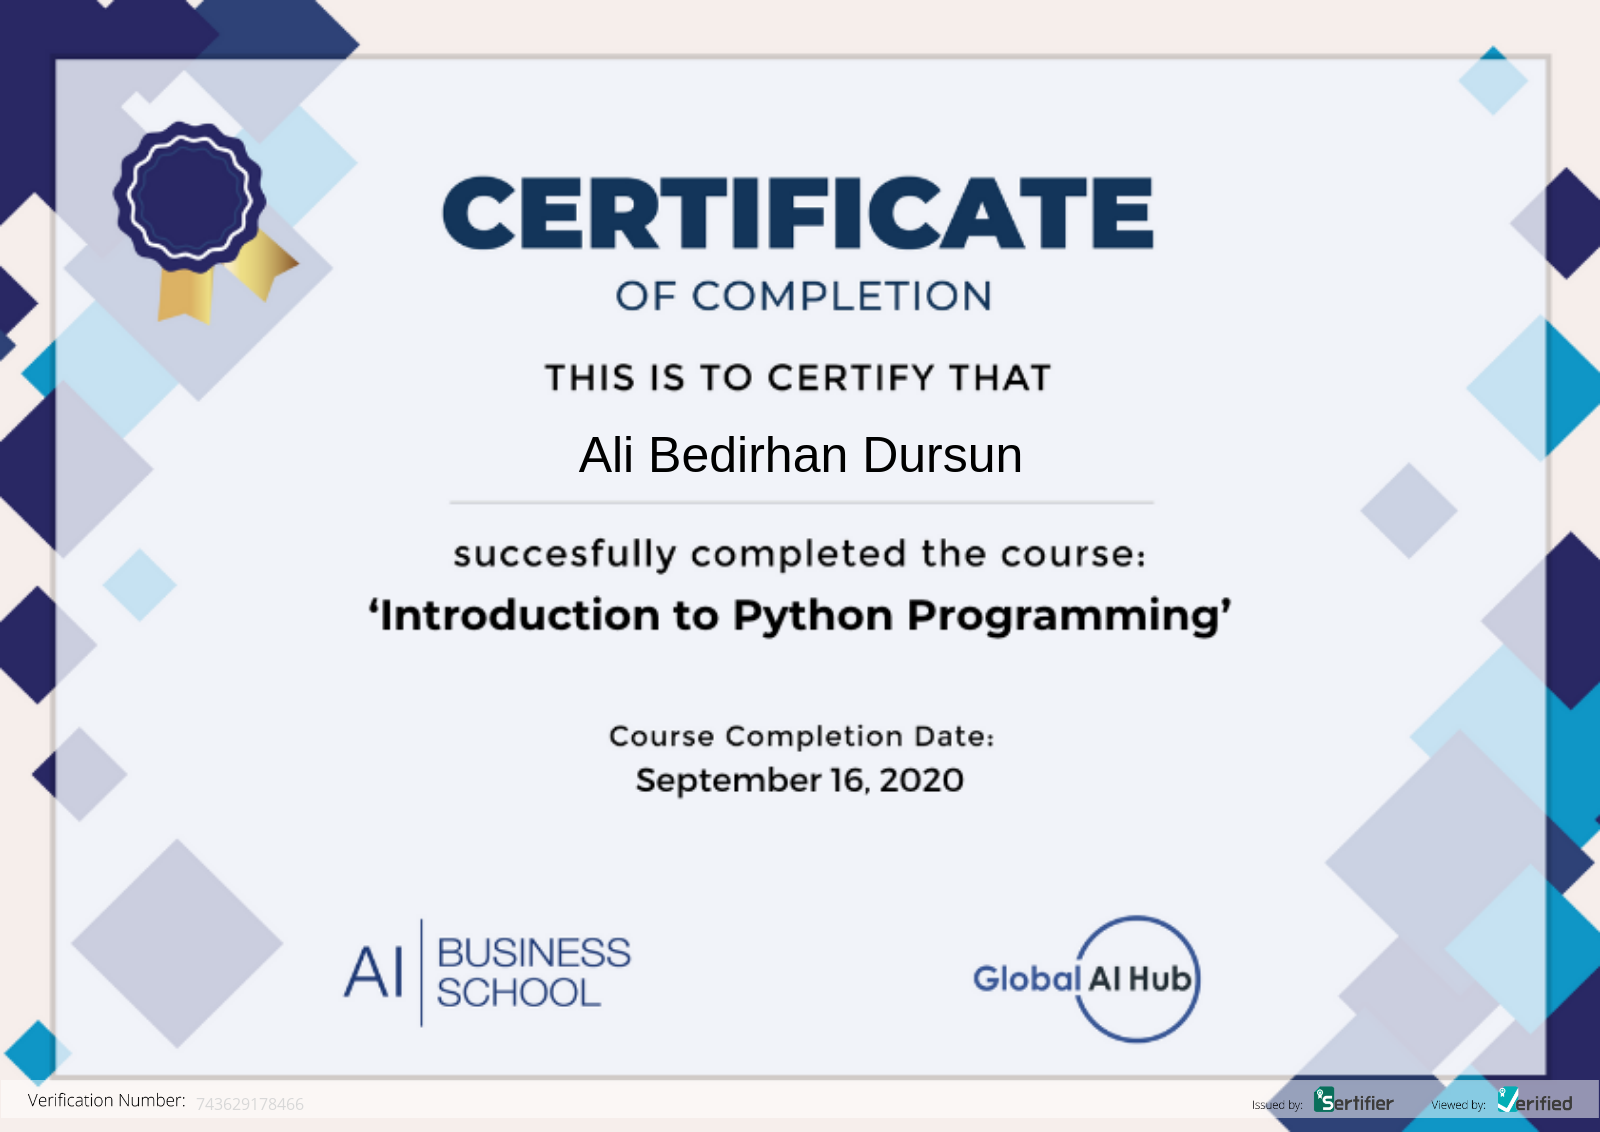 CERTIFICATE
OF COMPLETION
THIS IS TO CERTIFY THAT
Ali Bedirhan Dursun
succesfully completed the course:
‘Introduction to Python Programming’
Course Completion Date:
September 16, 2020
AI BUSINESS
SCHOOL
Global AI Hub
Verification Number: 743629178466
Issued by: Sertifier Viewed by: Verified